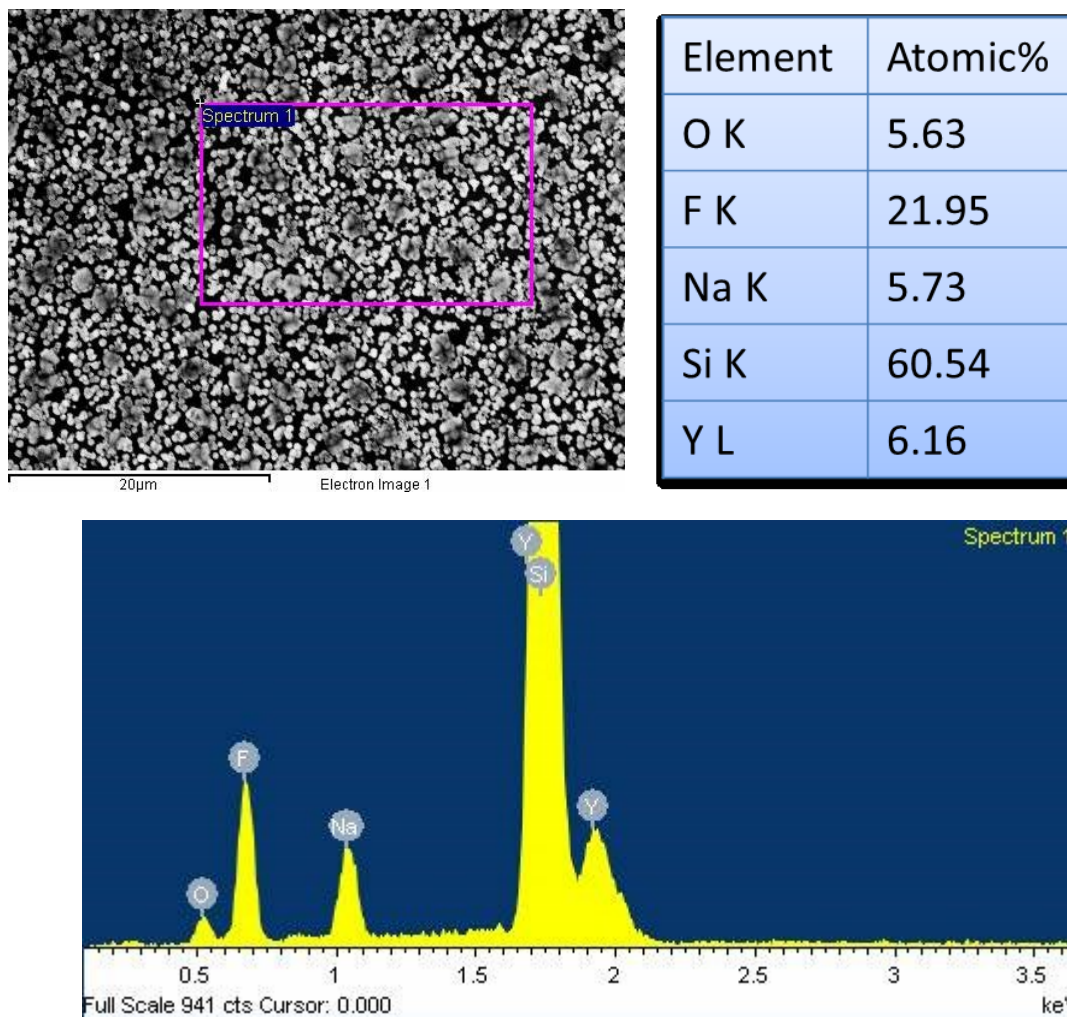 Spectrum 1
20µm
Electron Image 1
Element Atomic%
O K 5.63
F K 21.95
Na K 5.73
Si K 60.54
Y L 6.16
Spectrum 1
Y
Si
F
Y
Na
O
0.5 1 1.5 2 2.5 3 3.5
Full Scale 941 cts Cursor: 0.000 ke